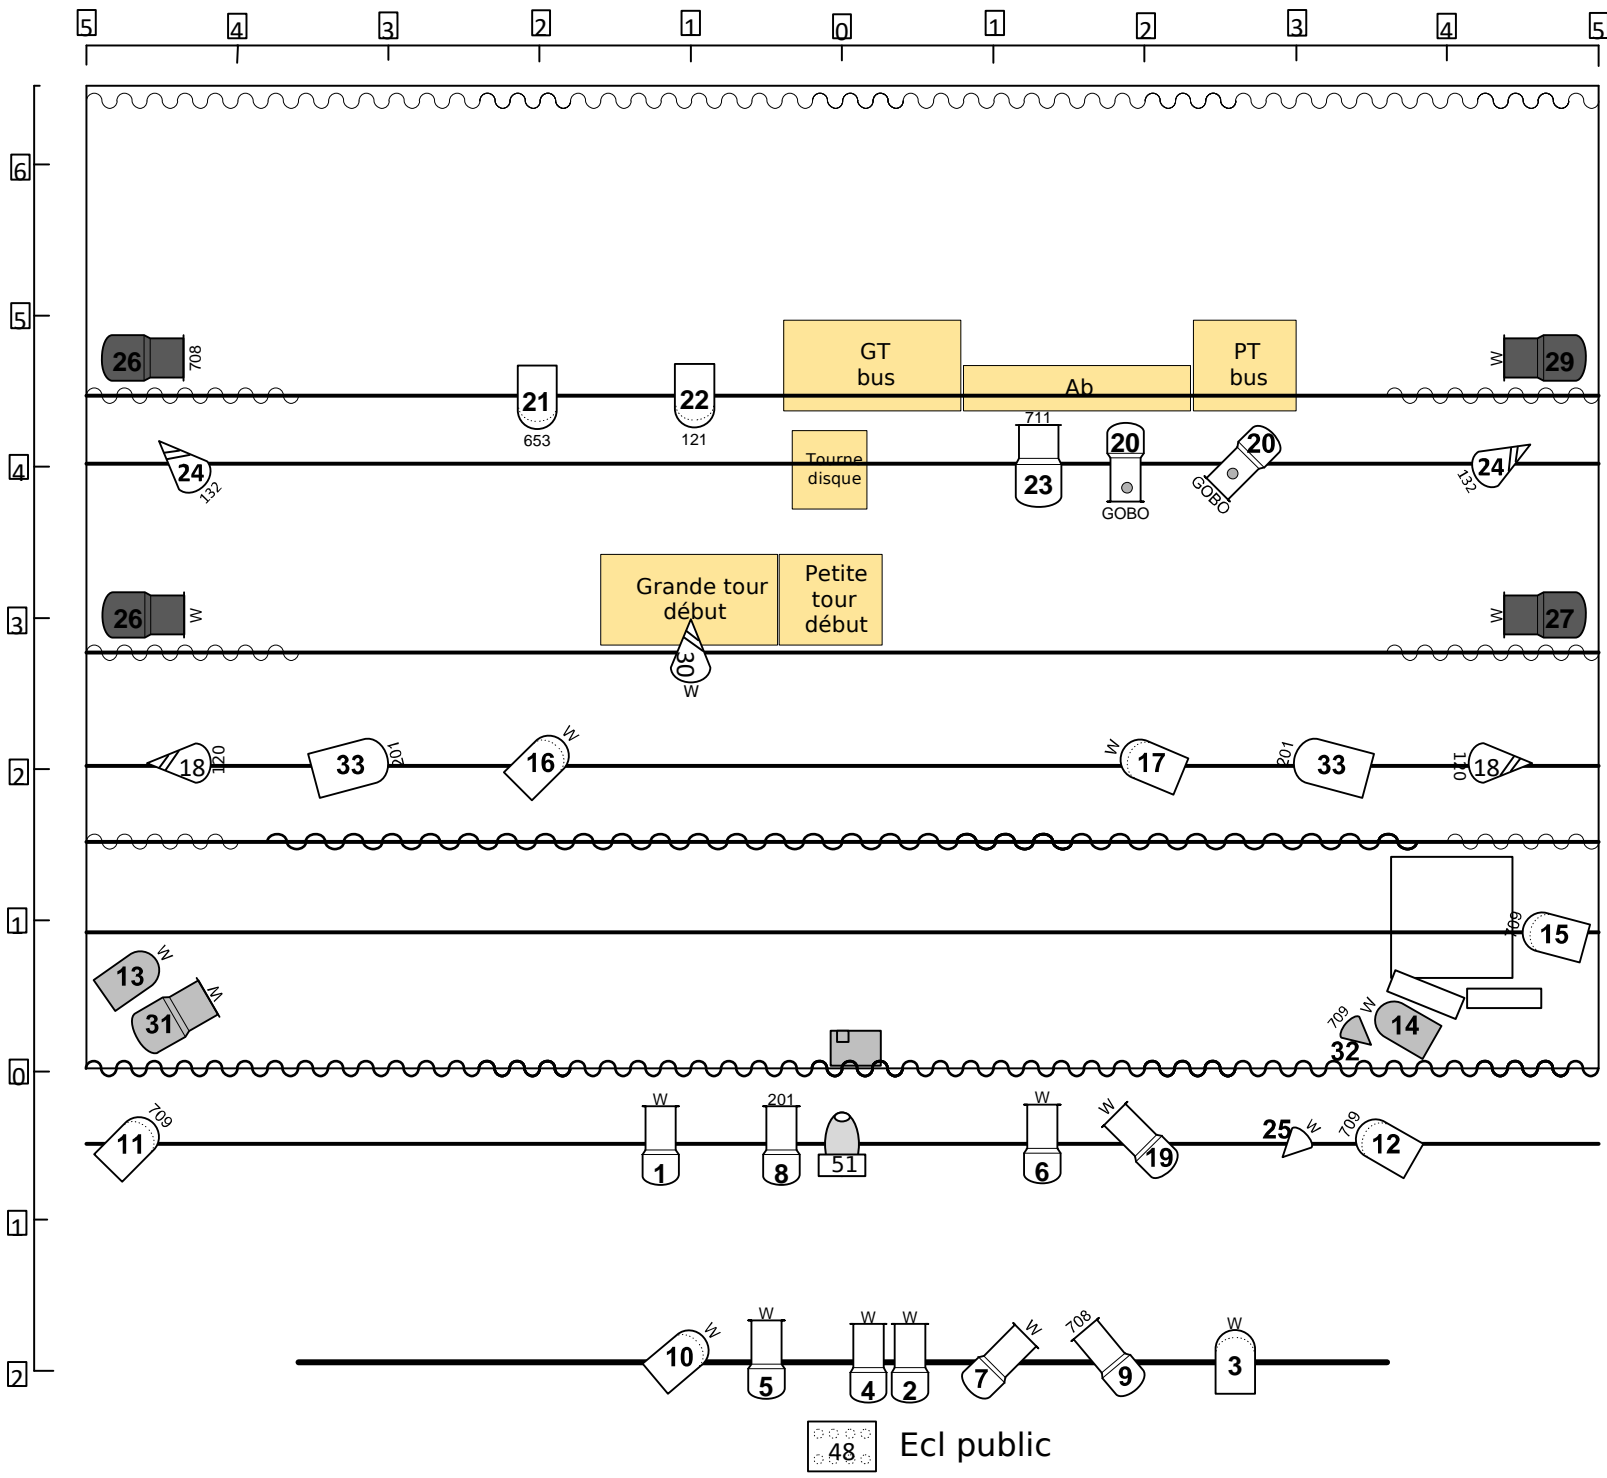 5 4 3 2 1 0 1 2 3 4 5
6
5
GT
bus
PT
bus
Ab
26 708
W 29
21
653
22
121
711
23
20
GOBO
20
GOBO
4
24
132
Tourne
disque
24
132
3
26 W
Grande tour
début
Petite
tour
début
W 27
30
W
2
18 120
33 201
16 W
W 17
201 33
120 18
1
709 15
13 W
31 W
709
32
W 14
0
11 709
W
1
201
8
51
W
6
W
19
25 W
709 12
1
2
10 W
W
5
W
4
W
2
7 W
708
9
W
3
48
Ecl public